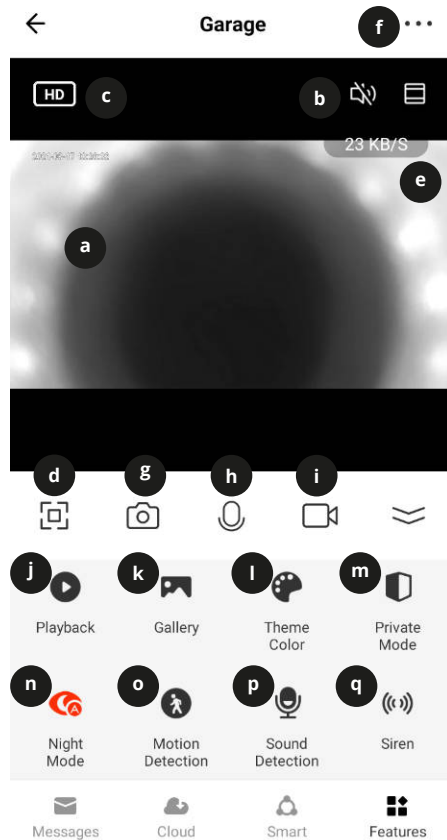 Garage
f
HD
c
b
23 KB/S
e
a
d
g
h
i
j
k
l
m
Playback
Gallery
Theme
Color
Private
Mode
n
o
p
q
A
Night
Mode
Motion
Detection
Sound
Detection
Siren
Messages
Cloud
Smart
Features